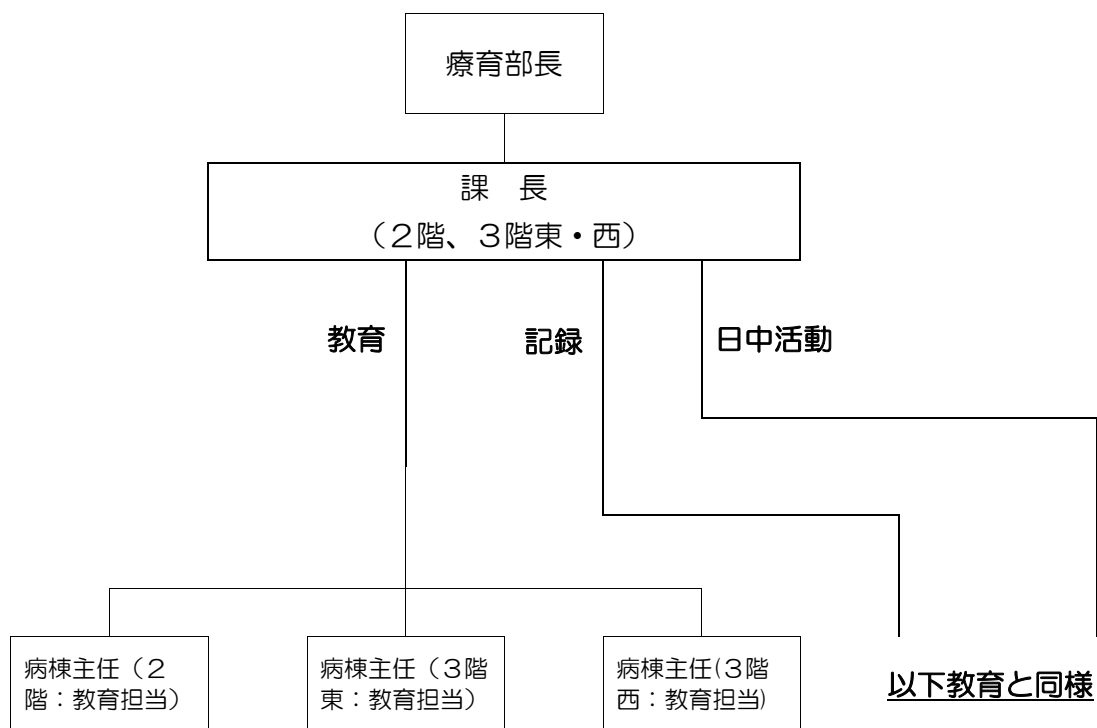 療育部長
課　長
（２階、３階東・西）
教育
記録
日中活動
病棟主任（２
階：教育担当）
病棟主任（３階
東：教育担当）
病棟主任(３階
西：教育担当)
以下教育と同様